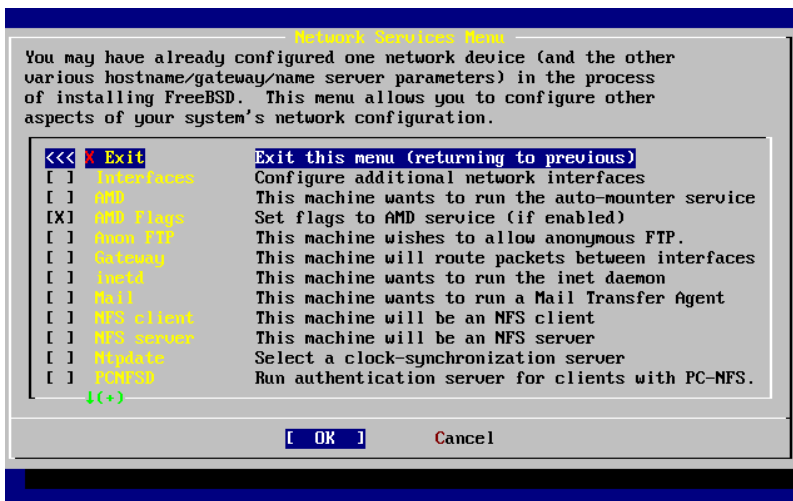 Network Services Menu
You may have already configured one network device (and the other
various hostname/gateway/name server parameters) in the process
of installing FreeBSD.  This menu allows you to configure other
aspects of your system's network configuration.
<<< X Exit Exit this menu (returning to previous)
[ ] Interfaces Configure additional network interfaces
[ ] AMD This machine wants to run the auto-mounter service
[X] AMD Flags Set flags to AMD service (if enabled)
[ ] Anon FTP This machine wishes to allow anonymous FTP.
[ ] Gateway This machine will route packets between interfaces
[ ] inetd This machine wants to run the inet daemon
[ ] Mail This machine wants to run a Mail Transfer Agent
[ ] NFS client This machine will be an NFS client
[ ] NFS server This machine will be an NFS server
[ ] Ntpdate Select a clock-synchronization server
[ ] PCNFSD Run authentication server for clients with PC-NFS.
↓(+)
[ OK ] Cancel